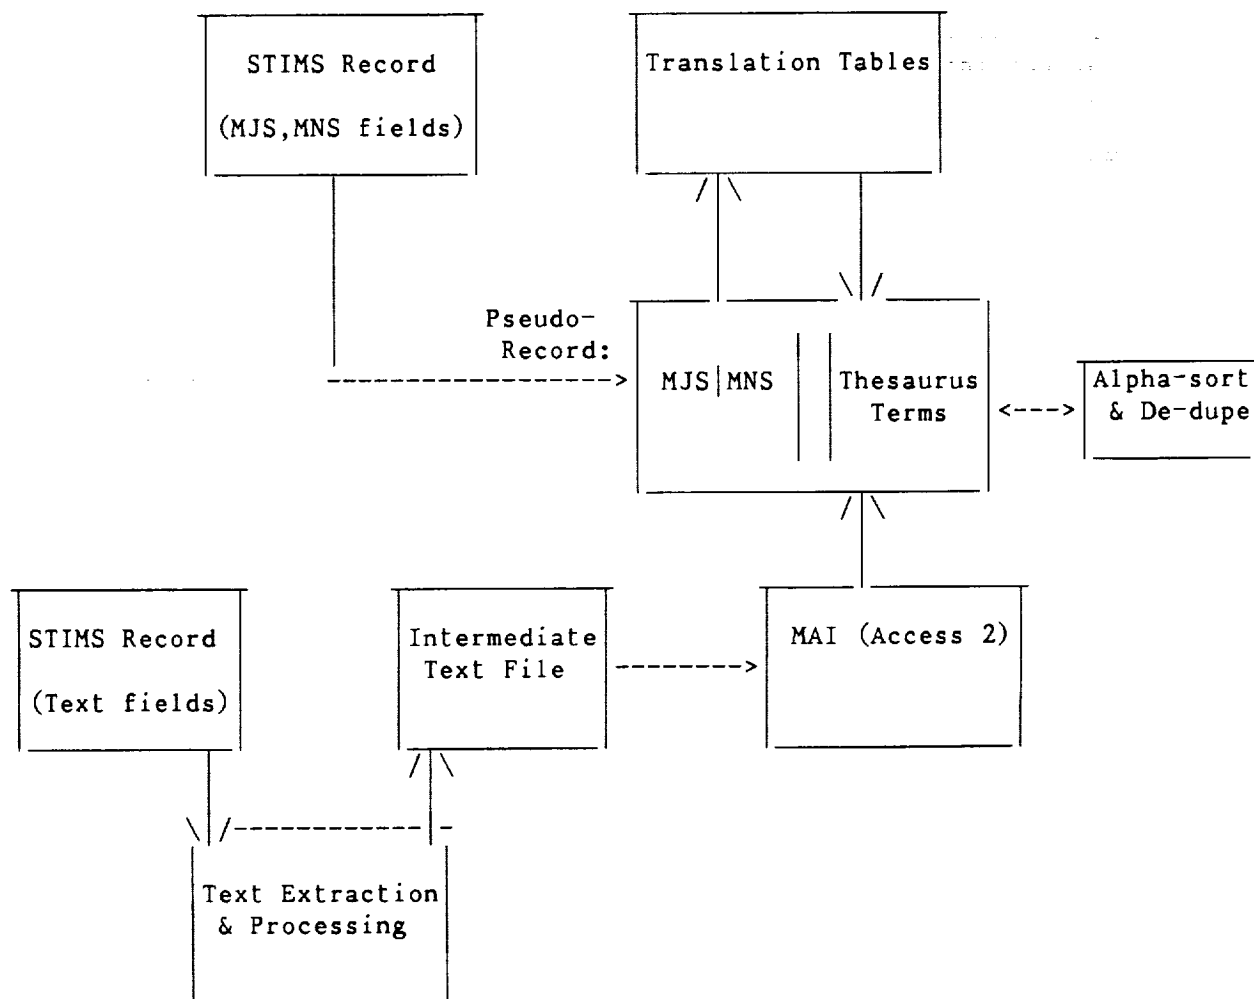 STIMS Record
(MJS,MNS fields)
Translation Tables
Pseudo-
Record:
MJS|MNS
Thesaurus
Terms
Alpha-sort
& De-dupe
STIMS Record
(Text fields)
Intermediate
Text File
MAI (Access 2)
Text Extraction
& Processing